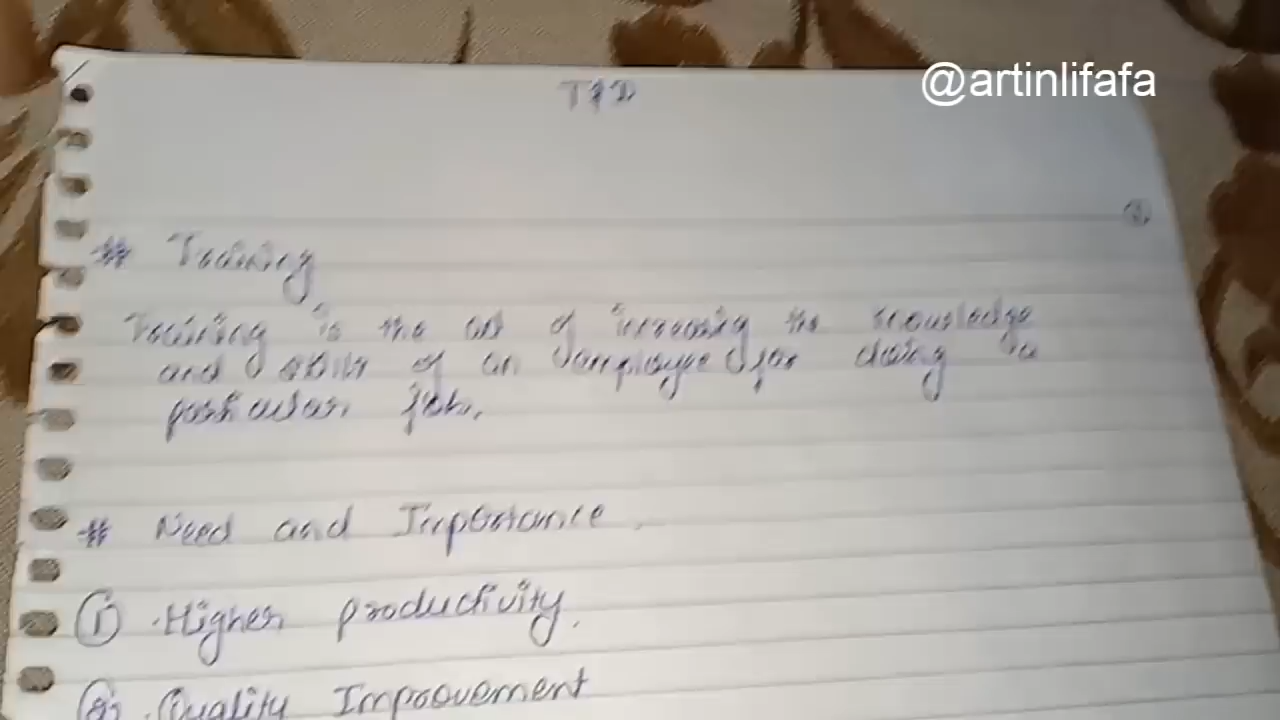 @artinlifafa
T & D
# Training
Training is the act of increasing the knowledge
and skills of an employee for doing a
particular job.
# Need and Importance.
① Higher productivity.
② Quality Improvement